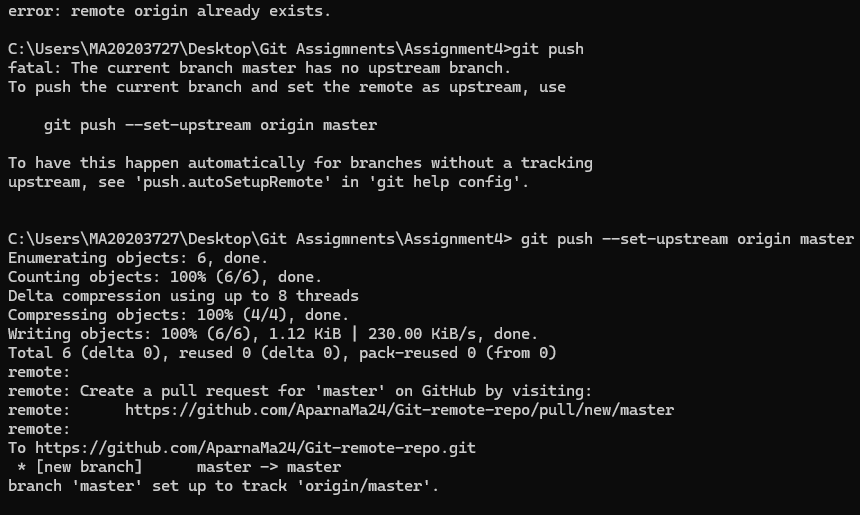 error: remote origin already exists.
C:\Users\MA20203727\Desktop\Git Assigmnents\Assignment4>git push
fatal: The current branch master has no upstream branch.
To push the current branch and set the remote as upstream, use
git push --set-upstream origin master
To have this happen automatically for branches without a tracking
upstream, see 'push.autoSetupRemote' in 'git help config'.
C:\Users\MA20203727\Desktop\Git Assigmnents\Assignment4> git push --set-upstream origin master
Enumerating objects: 6, done.
Counting objects: 100% (6/6), done.
Delta compression using up to 8 threads
Compressing objects: 100% (4/4), done.
Writing objects: 100% (6/6), 1.12 KiB | 230.00 KiB/s, done.
Total 6 (delta 0), reused 0 (delta 0), pack-reused 0 (from 0)
remote:
remote: Create a pull request for 'master' on GitHub by visiting:
remote:      https://github.com/AparnaMa24/Git-remote-repo/pull/new/master
remote:
To https://github.com/AparnaMa24/Git-remote-repo.git
 * [new branch]      master -> master
branch 'master' set up to track 'origin/master'.